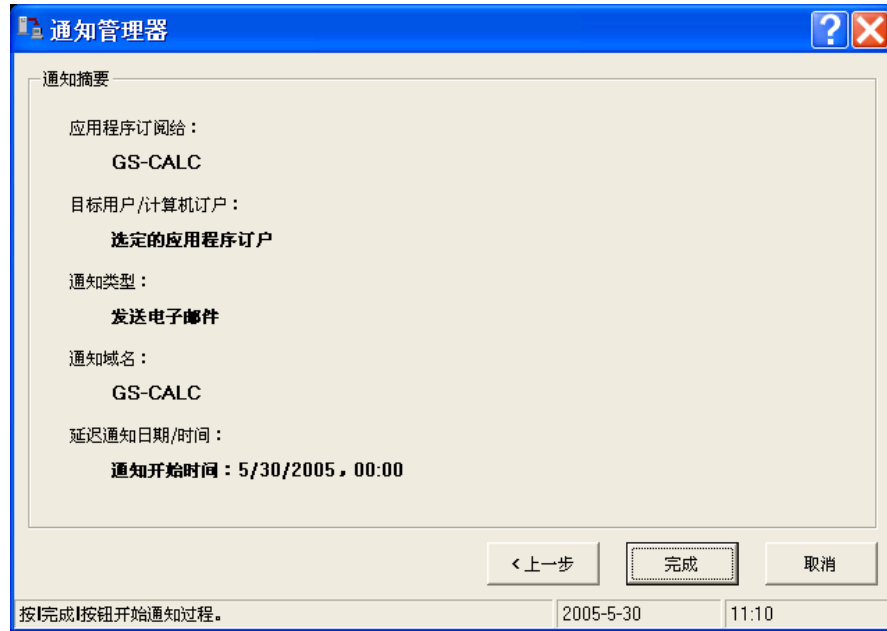 通知管理器
通知摘要
应用程序订阅给：
GS-CALC
目标用户/计算机订户：
选定的应用程序订户
通知类型：
发送电子邮件
通知域名：
GS-CALC
延迟通知日期/时间：
通知开始时间：5/30/2005，00:00
<上一步
完成
取消
按|完成|按钮开始通知过程。
2005-5-30
11:10